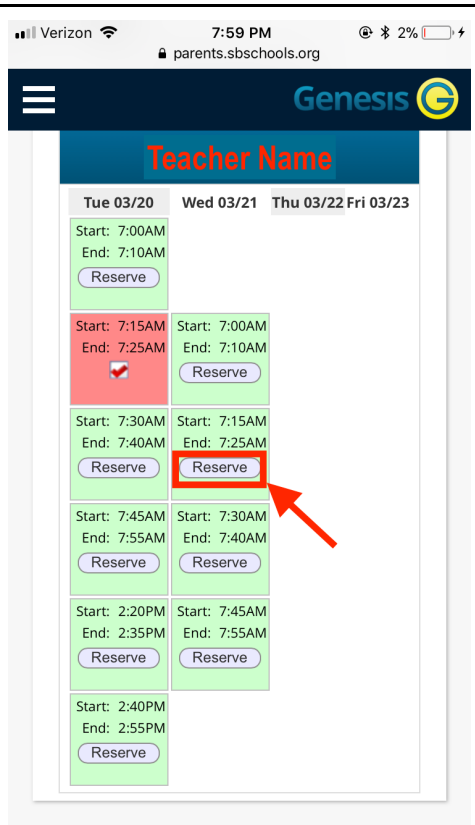 Verizon 7:59 PM 2%
parents.sbschools.org
Genesis G
Teacher Name
Tue 03/20 Wed 03/21 Thu 03/22 Fri 03/23
Start: 7:00AM
End: 7:10AM
Reserve
Start: 7:15AM Start: 7:00AM
End: 7:25AM End: 7:10AM
Reserve
Start: 7:30AM Start: 7:15AM
End: 7:40AM End: 7:25AM
Reserve Reserve
Start: 7:45AM Start: 7:30AM
End: 7:55AM End: 7:40AM
Reserve Reserve
Start: 2:20PM Start: 7:45AM
End: 2:35PM End: 7:55AM
Reserve Reserve
Start: 2:40PM
End: 2:55PM
Reserve